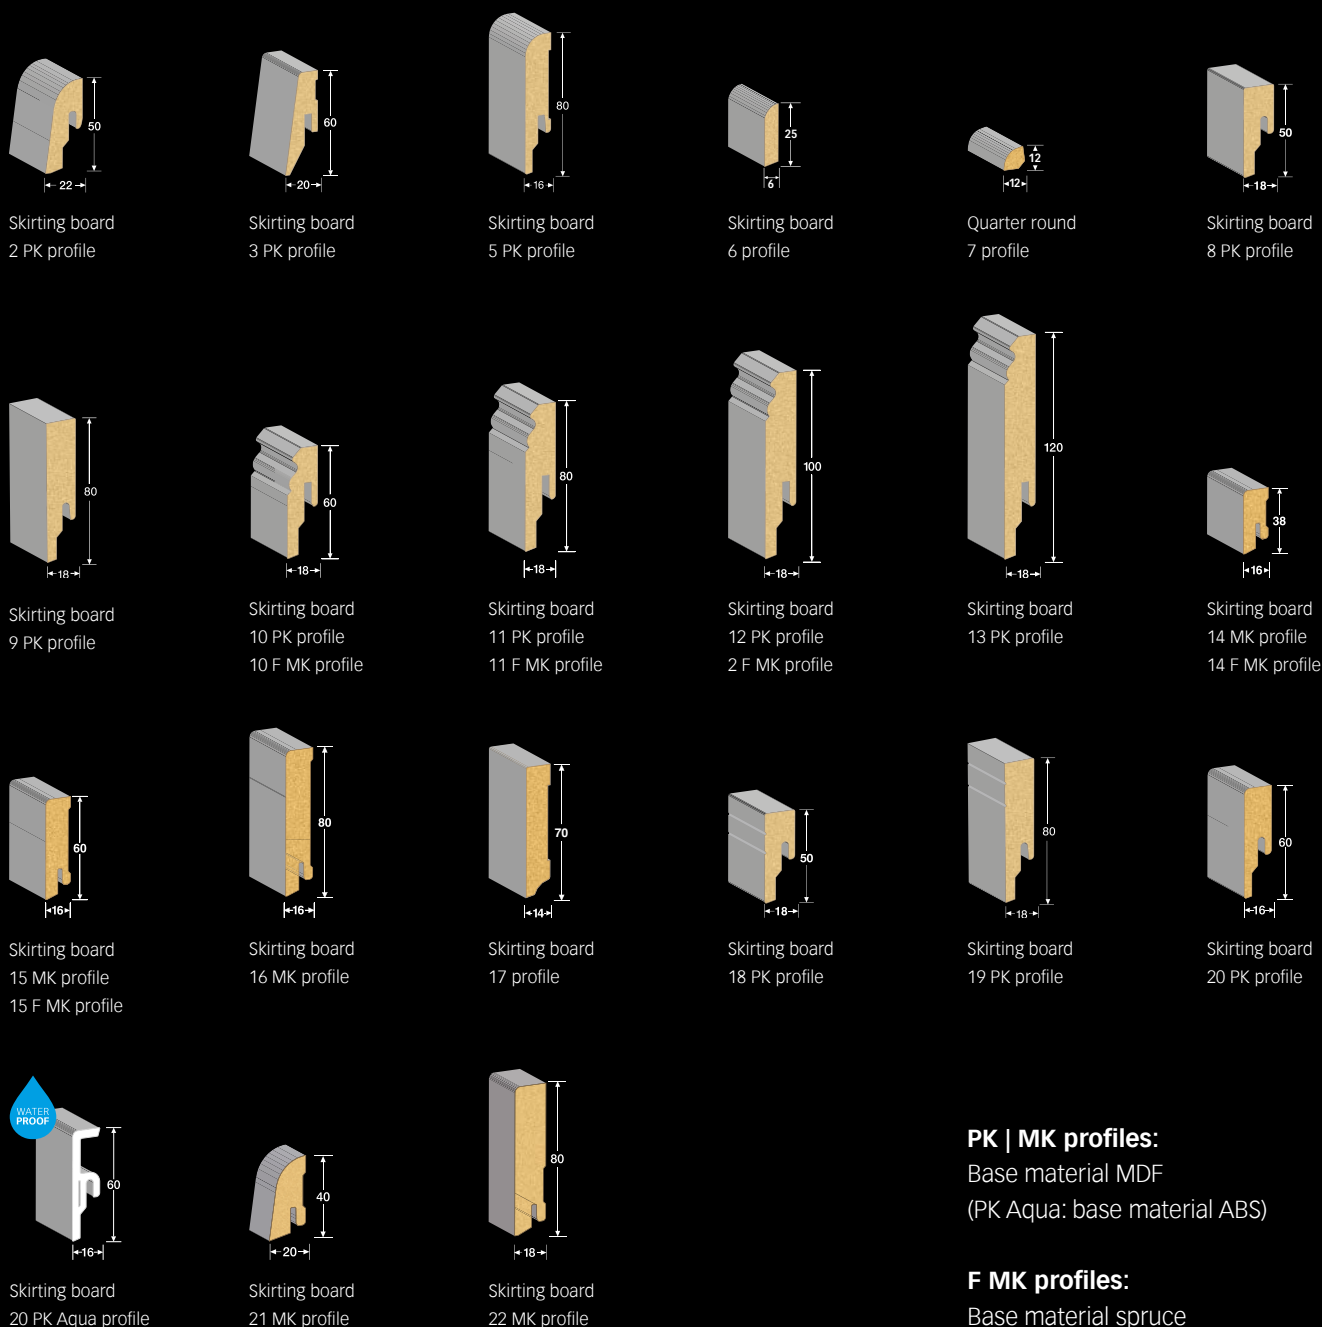 50
22
Skirting board
2 PK profile
60
20
Skirting board
3 PK profile
80
16
Skirting board
5 PK profile
25
6
Skirting board
6 profile
12
12
Quarter round
7 profile
50
18
Skirting board
8 PK profile
80
18
Skirting board
9 PK profile
60
18
Skirting board
10 PK profile
10 F MK profile
80
18
Skirting board
11 PK profile
11 F MK profile
100
18
Skirting board
12 PK profile
2 F MK profile
120
18
Skirting board
13 PK profile
38
16
Skirting board
14 MK profile
14 F MK profile
60
16
Skirting board
15 MK profile
15 F MK profile
80
16
Skirting board
16 MK profile
70
14
Skirting board
17 profile
50
18
Skirting board
18 PK profile
80
18
Skirting board
19 PK profile
60
16
Skirting board
20 PK profile
WATER
PROOF
60
16
Skirting board
20 PK Aqua profile
40
20
Skirting board
21 MK profile
80
18
Skirting board
22 MK profile
PK | MK profiles:
Base material MDF
(PK Aqua: base material ABS)
F MK profiles:
Base material spruce